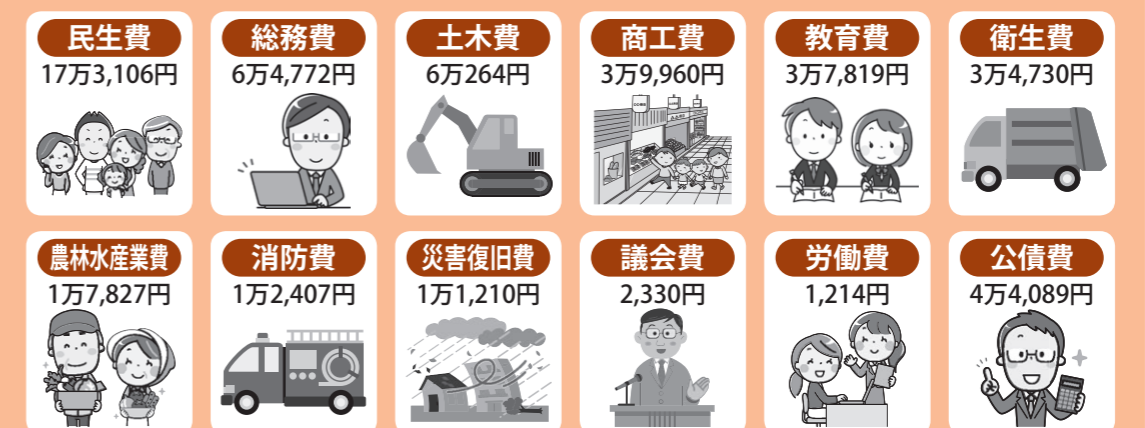 民生費
17万3,106円
総務費
6万4,772円
土木費
6万264円
商工費
3万9,960円
教育費
3万7,819円
衛生費
3万4,730円
農林水産業費
1万7,827円
消防費
1万2,407円
災害復旧費
1万1,210円
議会費
2,330円
労働費
1,214円
公債費
4万4,089円